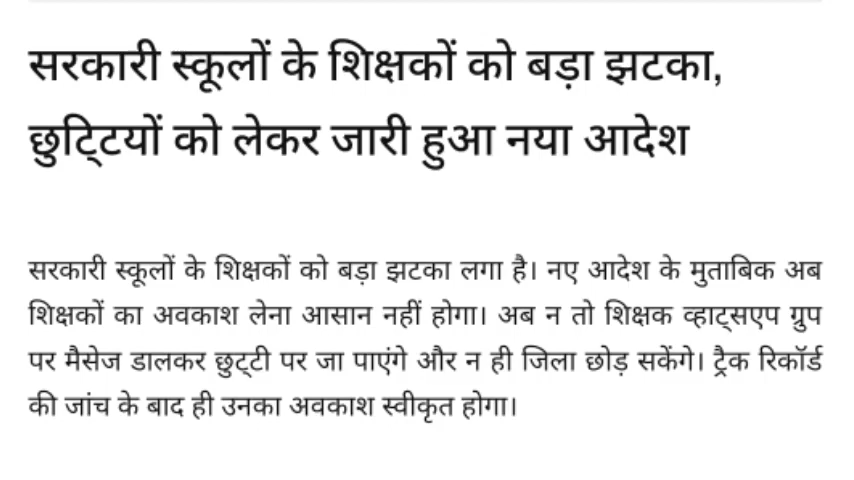 सरकारी स्कूलों के शिक्षकों को बड़ा झटका,
छुट्टियों को लेकर जारी हुआ नया आदेश
सरकारी स्कूलों के शिक्षकों को बड़ा झटका लगा है। नए आदेश के मुताबिक अब
शिक्षकों का अवकाश लेना आसान नहीं होगा। अब न तो शिक्षक व्हाट्सएप ग्रुप
पर मैसेज डालकर छुट्टी पर जा पाएंगे और न ही जिला छोड़ सकेंगे। ट्रैक रिकॉर्ड
की जांच के बाद ही उनका अवकाश स्वीकृत होगा।